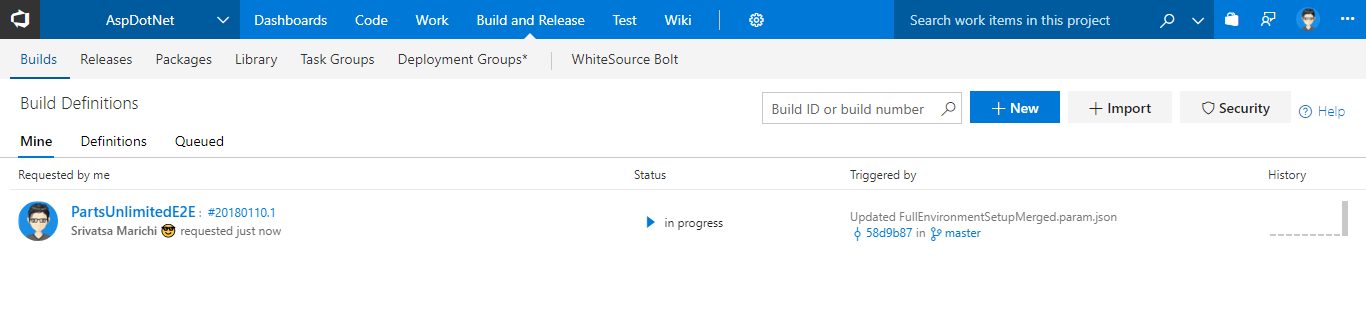 AspDotNet Dashboards Code Work Build and Release Test Wiki Search work items in this project
Builds Releases Packages Library Task Groups Deployment Groups* WhiteSource Bolt
Build Definitions Build ID or build number New Import Security Help
Mine Definitions Queued
Requested by me Status Triggered by History
PartsUnlimitedE2E : #20180110.1
Srivatsa Marichi 😎 requested just now
in progress
Updated FullEnvironmentSetupMerged.param.json
58d9b87 in master